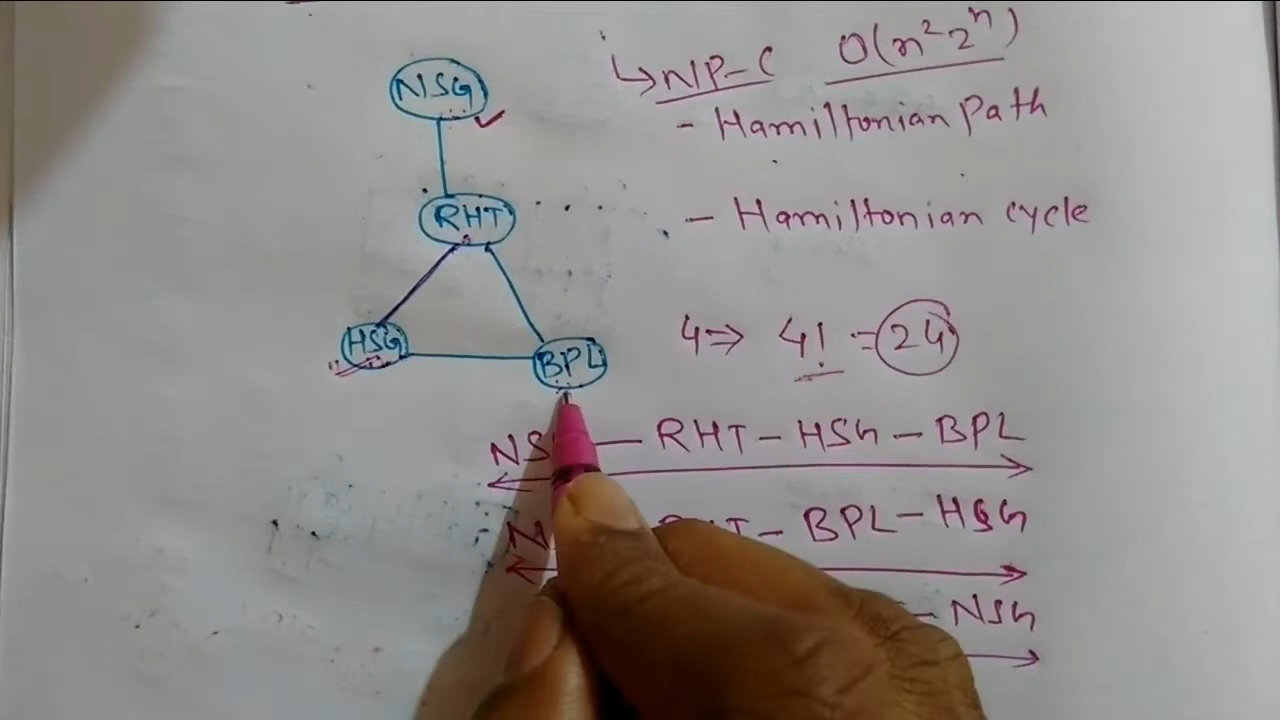 NSG
RHT
HSG
BPL
↳ NP-C O(n²2ⁿ)
- Hamiltonian Path
- Hamiltonian cycle
4 ⇒ 4! = 24
— RHT - HSG - BPL
- BPL - HSG
- NSG